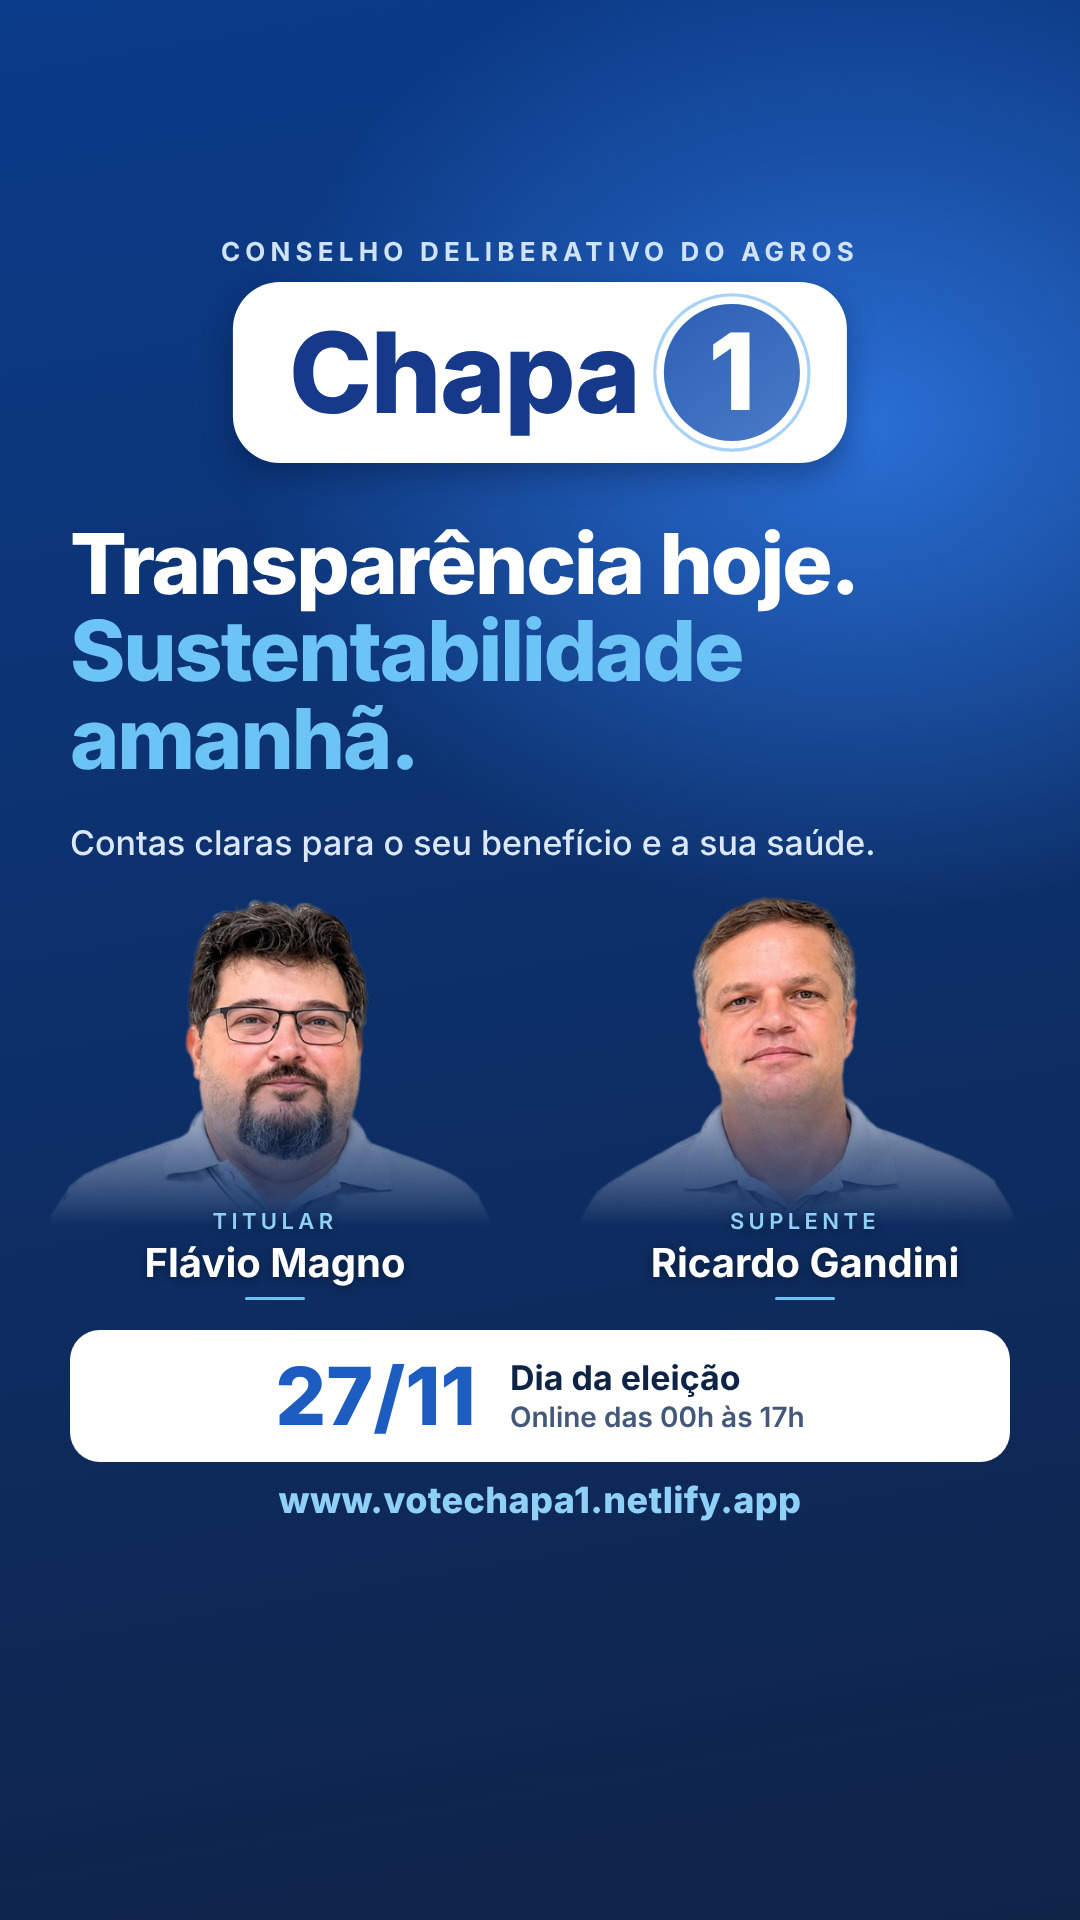 CONSELHO DELIBERATIVO DO AGROS
Chapa 1
Transparência hoje.
Sustentabilidade
amanhã.
Contas claras para o seu benefício e a sua saúde.
TITULAR
Flávio Magno
SUPLENTE
Ricardo Gandini
27/11
Dia da eleição
Online das 00h às 17h
www.votechapa1.netlify.app